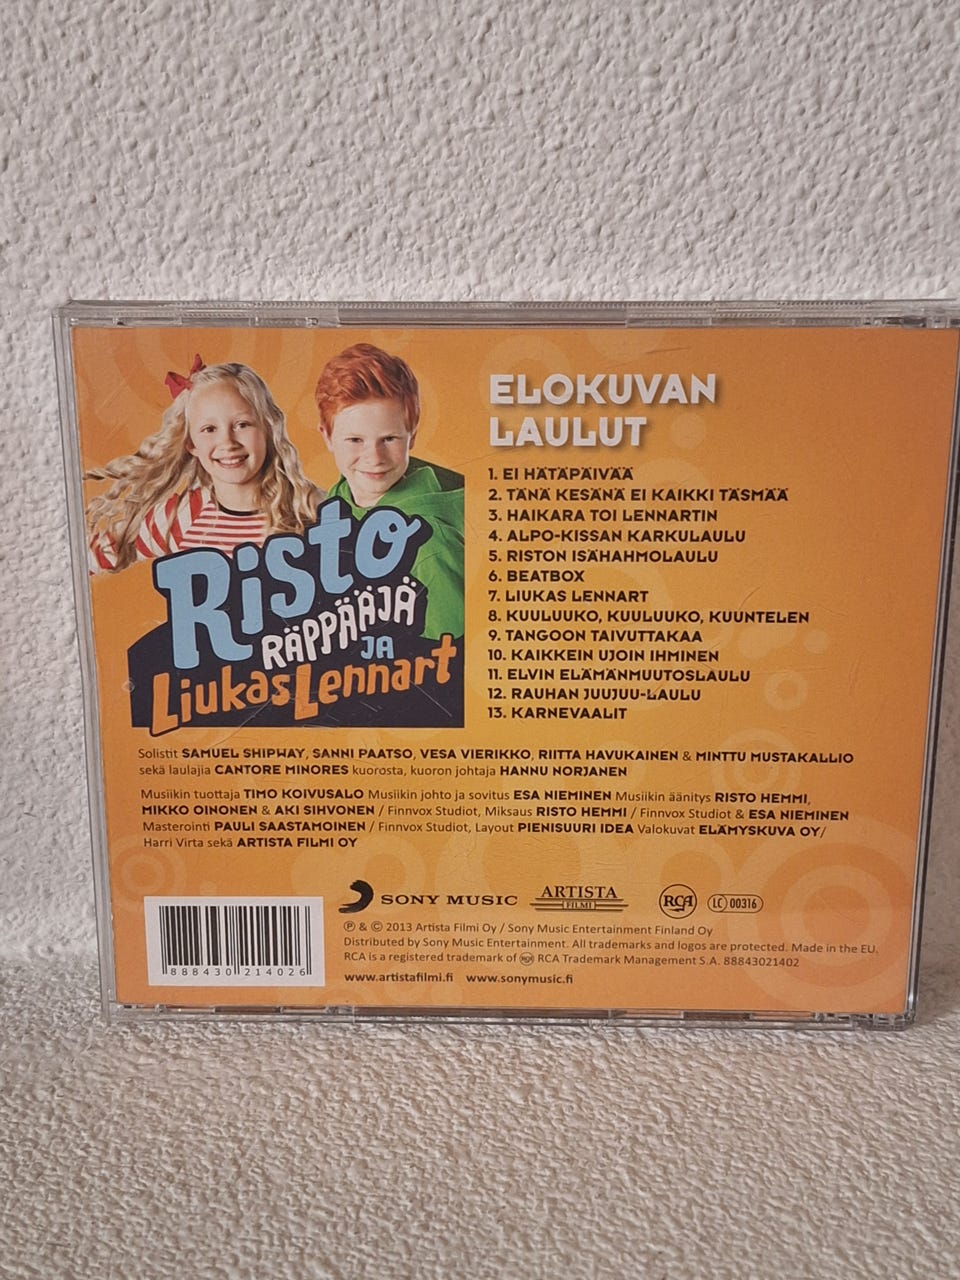 ELOKUVAN
LAULUT
1. EI HÄTÄPÄIVÄÄ
2. TÄNÄ KESÄNÄ EI KAIKKI TÄSMÄÄ
3. HAIKARA TOI LENNARTIN
4. ALPO-KISSAN KARKULAULU
5. RISTON ISÄHAHMOLAULU
6. BEATBOX
7. LIUKAS LENNART
8. KUULUUKO, KUULUUKO, KUUNTELEN
9. TANGOON TAIVUTTAKAA
10. KAIKKEIN UJOIN IHMINEN
11. ELVIN ELÄMÄNMUUTOSLAULU
12. RAUHAN JUUJUU-LAULU
13. KARNEVAALIT
Risto
RÄPPÄÄJÄ
JA
Liukas Lennart
Solistit SAMUEL SHIPWAY, SANNI PAATSO, VESA VIERIKKO, RIITTA HAVUKAINEN & MINTTU MUSTAKALLIO
sekä laulajia CANTORE MINORES kuorosta, kuoron johtaja HANNU NORJANEN
Musiikin tuottaja TIMO KOIVUSALO Musiikin johto ja sovitus ESA NIEMINEN Musiikin äänitys RISTO HEMMI,
MIKKO OINONEN & AKI SIHVONEN / Finnvox Studiot, Miksaus RISTO HEMMI / Finnvox Studiot & ESA NIEMINEN
Masterointi PAULI SAASTAMOINEN / Finnvox Studiot, Layout PIENISUURI IDEA Valokuvat ELÄMYSKUVA OY/
Harri Virta sekä ARTISTA FILMI OY
SONY MUSIC ARTISTA FILMI RCA LC 00316
℗ & © 2013 Artista Filmi Oy / Sony Music Entertainment Finland Oy
Distributed by Sony Music Entertainment. All trademarks and logos are protected. Made in the EU.
RCA is a registered trademark of RCA RCA Trademark Management S.A. 88843021402
www.artistafilmi.fi www.sonymusic.fi
888430 214026